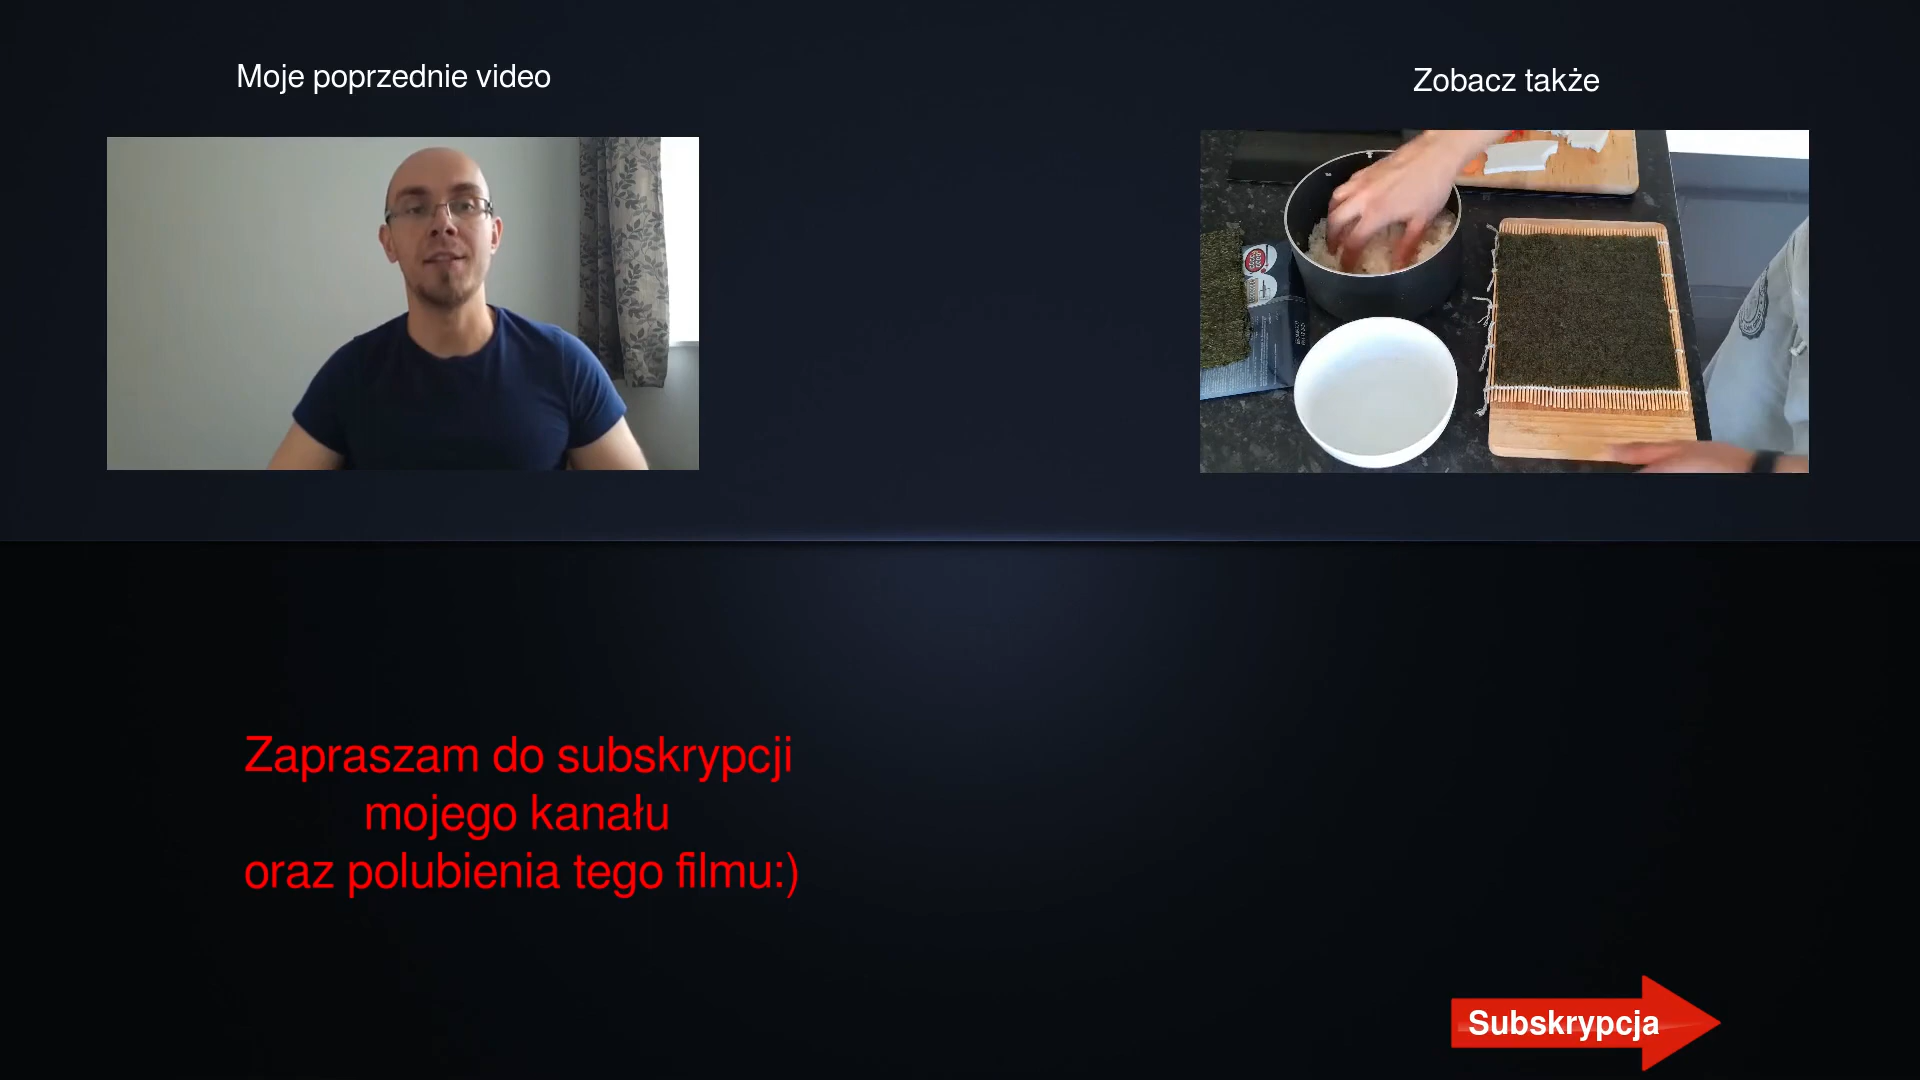 Moje poprzednie video
Zobacz także
Zapraszam do subskrypcji
mojego kanału
oraz polubienia tego filmu:)
Subskrypcja